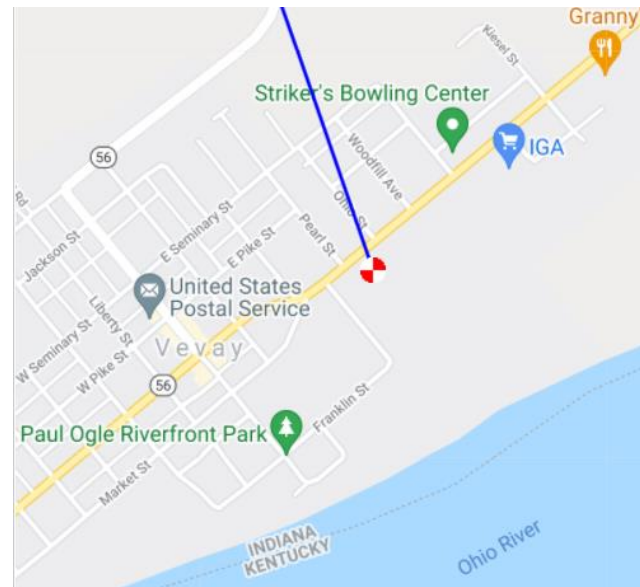 Granny
Kiesel St
Striker's Bowling Center
IGA
Woodfill Ave
56
Ohio St
Rd
Jackson St
E Seminary St
Pearl St
E Pike St
United States
Postal Service
Liberty St
W Seminary St
Vevay
W Pike St
56
Franklin St
Paul Ogle Riverfront Park
Market St
INDIANA
KENTUCKY
Ohio River